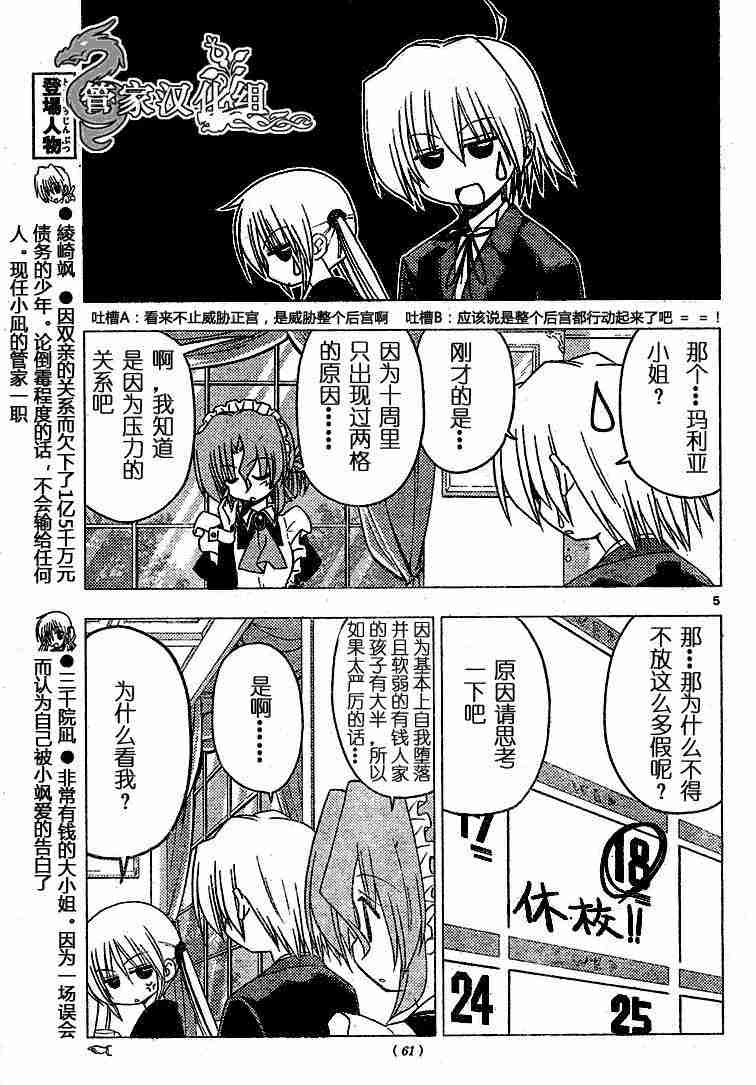 管家汉化组
登場人物
とうじょうじんぶつ
●綾崎飒 ●因双亲的关系而欠下了1亿5千万元
债务的少年。论倒霉程度的话，不会输给任何
人。现任小凪的管家一职
吐槽A：看来不止威胁正宫，是威胁整个后宫啊 吐槽B：应该说是整个后宫都行动起来了吧 = = !
那个…玛利亚
小姐？
刚才的是…
因为十周里
只出现过两格
的原因……
啊,我知道
是因为压力的
关系吧
5
那…那为什么不得
不放这么多假呢？
原因请思考
一下吧
17
18
休校!!
24
25
因为基本上自我堕落
并且软弱的有钱人家
的孩子有大半，所以
如果太严厉的话…
是啊……
为什么看我？
●三千院凪 ●非常有钱的大小姐。因为一场误会
而认为自己被小飒爱的告白了
(61)